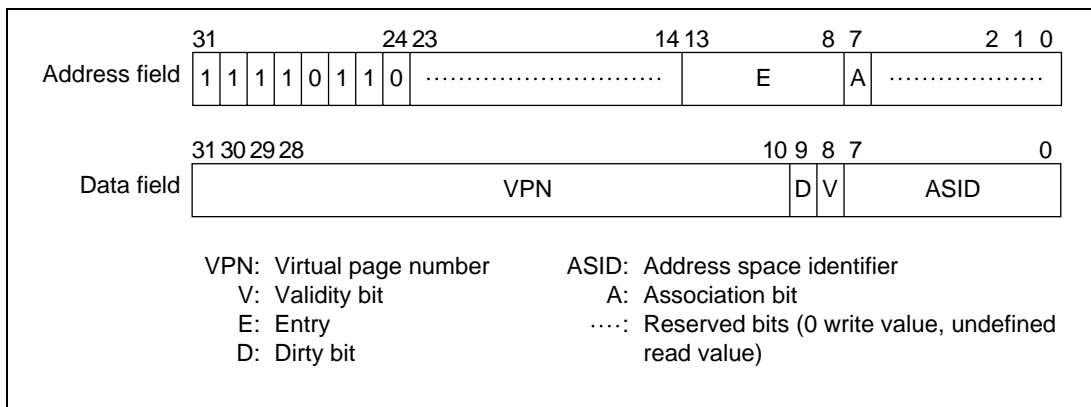 31 24 23 14 13 8 7 2 1 0
Address field 1 1 1 1 0 1 1 0 ............................. E A ...................
31 30 29 28 10 9 8 7 0
Data field VPN D V ASID
VPN: Virtual page number ASID: Address space identifier
V: Validity bit A: Association bit
E: Entry ····: Reserved bits (0 write value, undefined
D: Dirty bit read value)